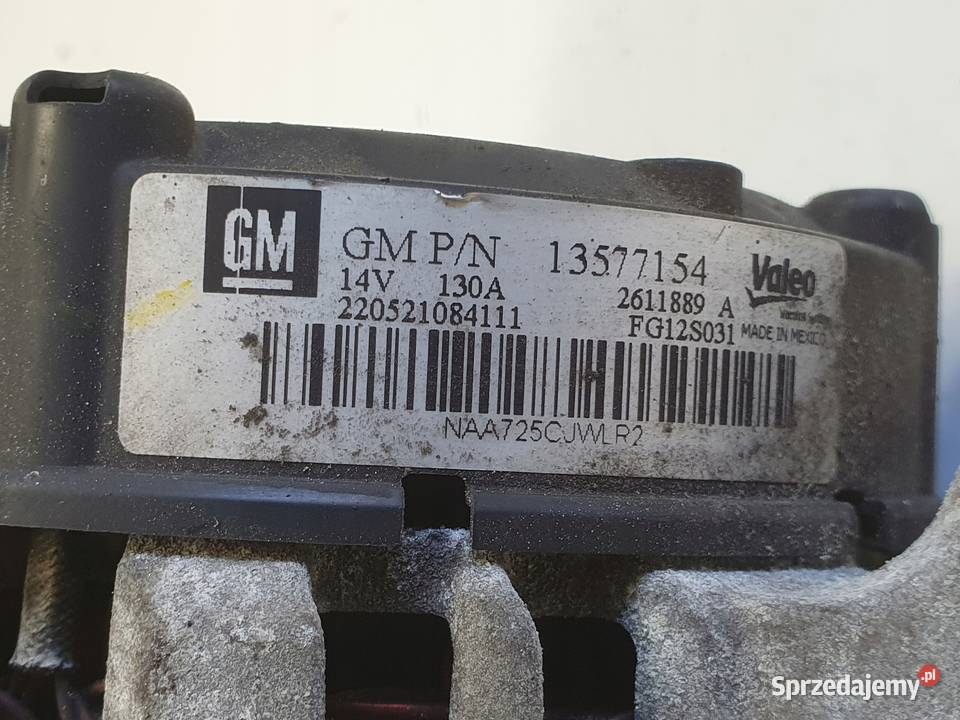 GM
GM P/N 13577154
Valeo
14V 130A
2611889 A
220521084111
FG12S031 MADE IN MEXICO
NAA725CJWLR2
Sprzedajemy.pl